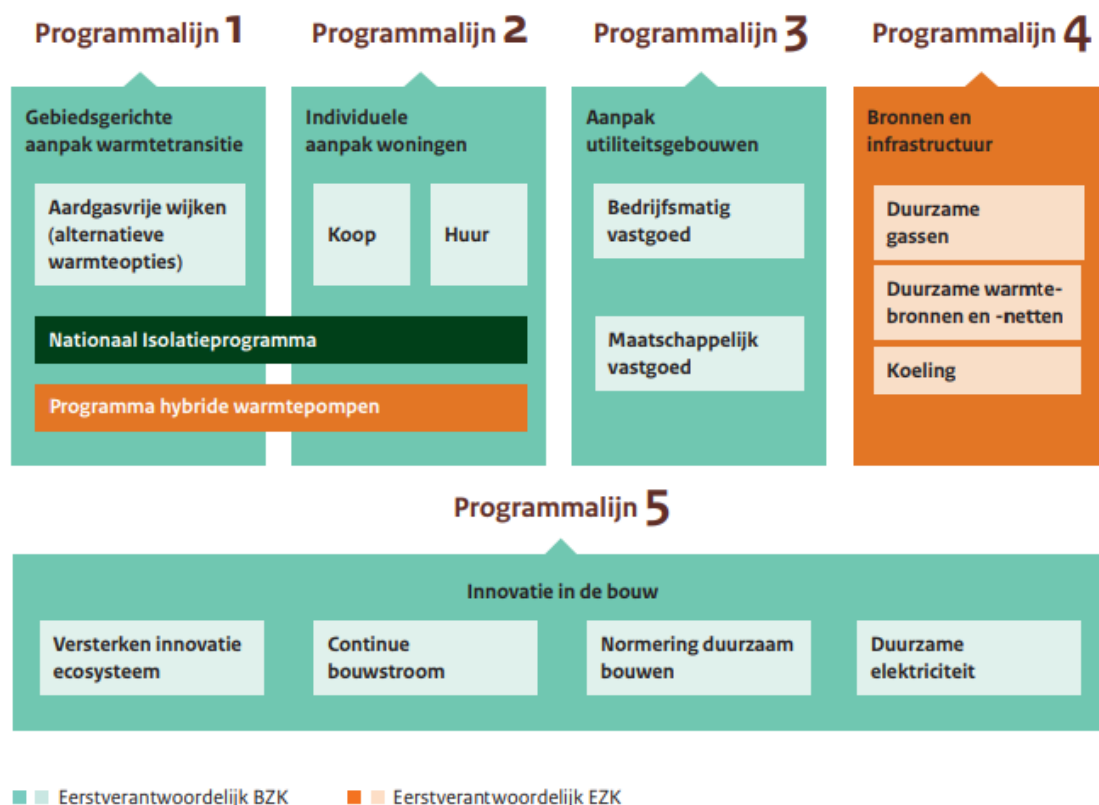 Programmalijn 1
Programmalijn 2
Programmalijn 3
Programmalijn 4
Gebiedsgerichte
aanpak warmtetransitie
Aardgasvrije wijken
(alternatieve
warmteopties)
Individuele
aanpak woningen
Koop
Huur
Nationaal Isolatieprogramma
Programma hybride warmtepompen
Aanpak
utiliteitsgebouwen
Bedrijfsmatig
vastgoed
Maatschappelijk
vastgoed
Bronnen en
infrastructuur
Duurzame
gassen
Duurzame warmte-
bronnen en -netten
Koeling
Programmalijn 5
Innovatie in de bouw
Versterken innovatie
ecosysteem
Continue
bouwstroom
Normering duurzaam
bouwen
Duurzame
elektriciteit
Eerstverantwoordelijk BZK
Eerstverantwoordelijk EZK